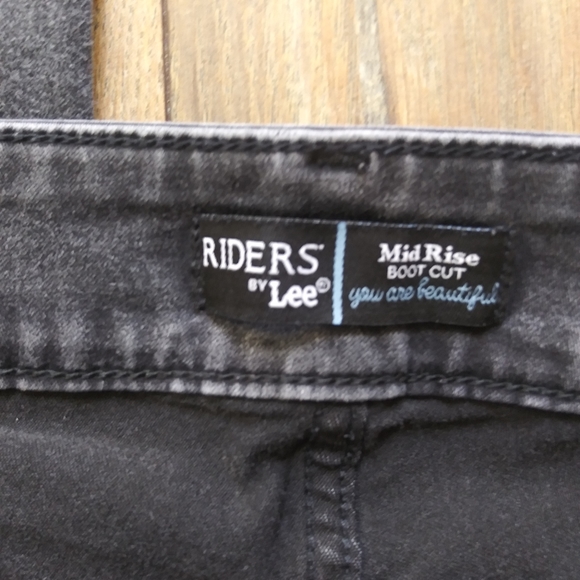 RIDERS
BY Lee®
Mid Rise
BOOT CUT
you are beautiful